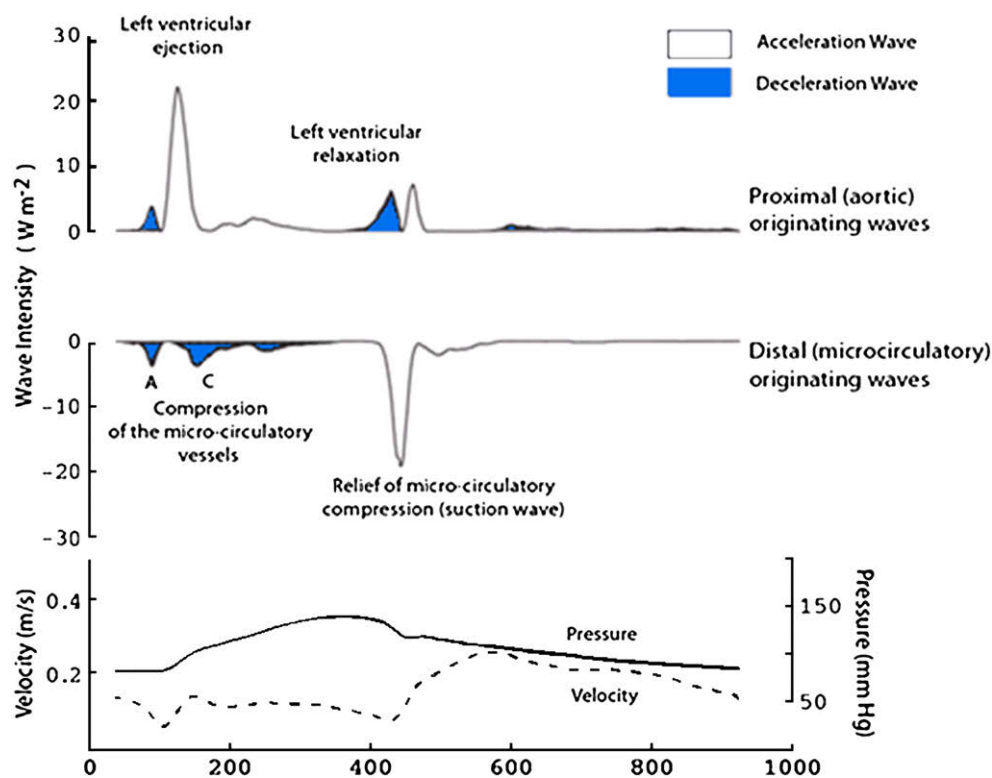 Left ventricular
ejection
Acceleration Wave
Deceleration Wave
Left ventricular
relaxation
30
20
10
0
Proximal (aortic)
originating waves
Wave Intensity ( W m-2 )
0
-10
-20
-30
A C
Compression
of the micro-circulatory
vessels
Distal (microcirculatory)
originating waves
Relief of micro-circulatory
compression (suction wave)
Velocity (m/s)
0.4
0.2
Pressure
Velocity
150
50
Pressure (mm Hg)
0 200 400 600 800 1000